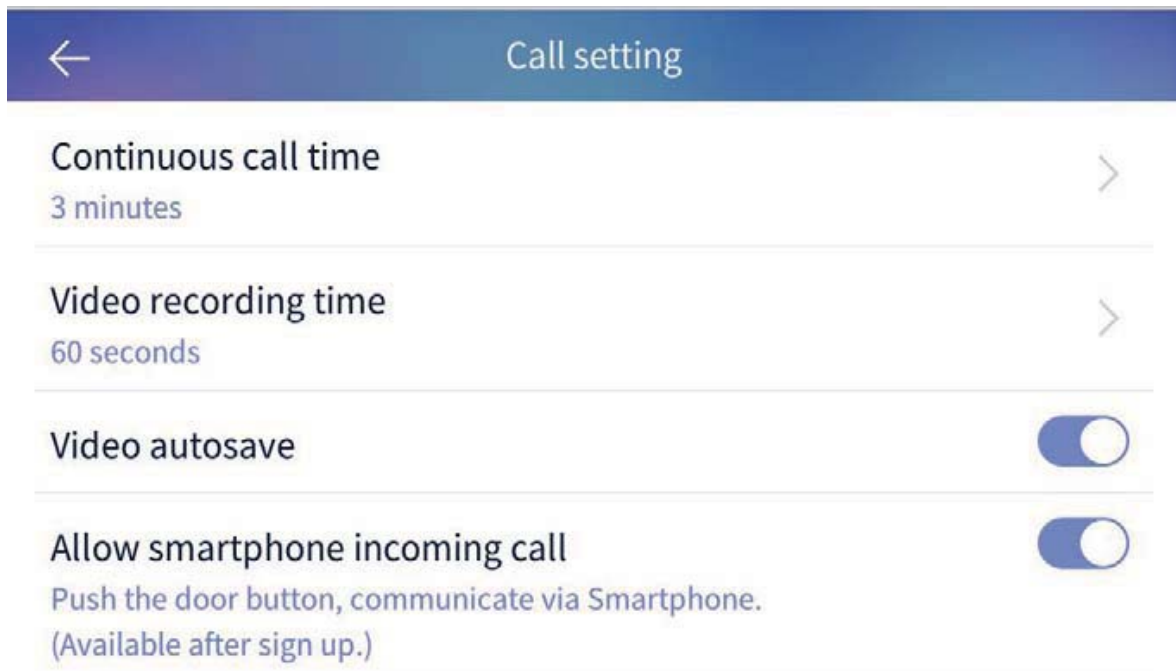 Call setting
Continuous call time
3 minutes
Video recording time
60 seconds
Video autosave
Allow smartphone incoming call
Push the door button, communicate via Smartphone.
(Available after sign up.)